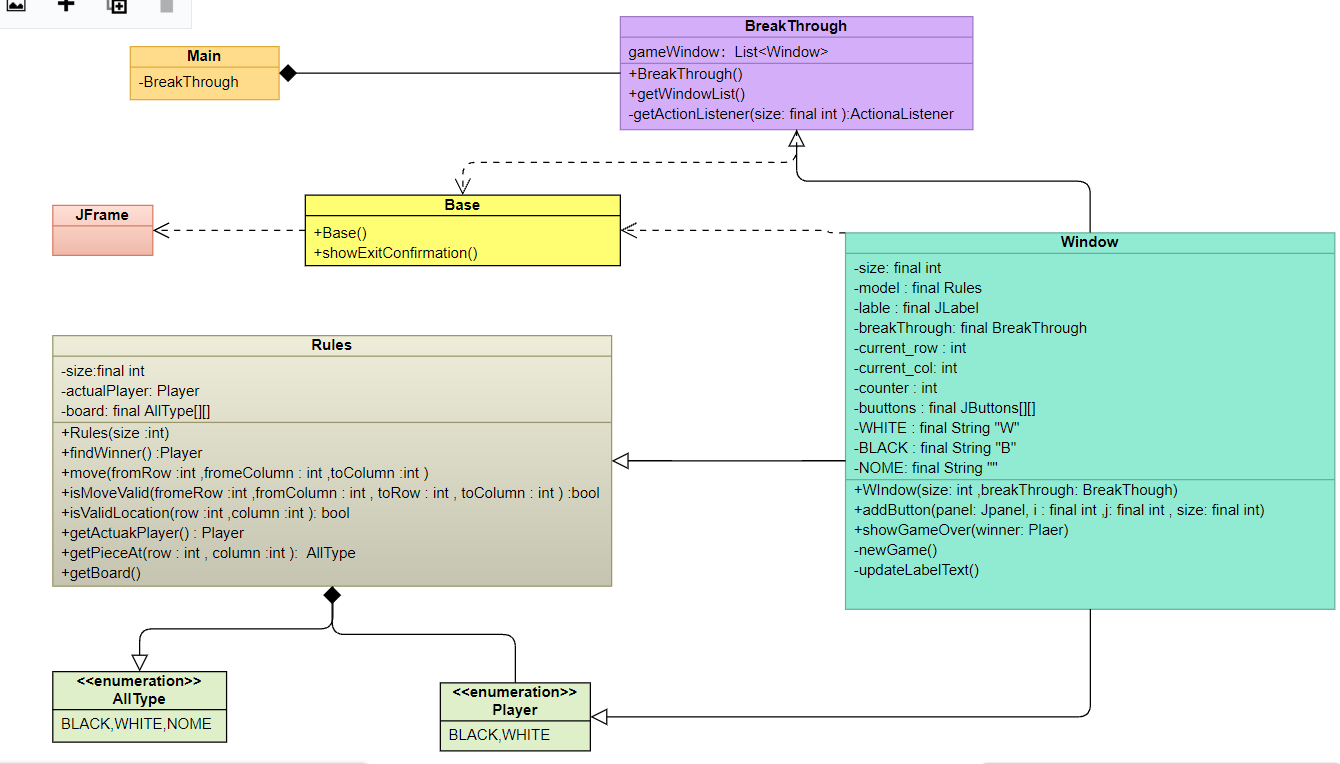 BreakThrough
gameWindow: List<Window>
+BreakThrough()
+getWindowList()
-getActionListener(size: final int ):ActionaListener
Main
-BreakThrough
JFrame
Base
+Base()
+showExitConfirmation()
Window
-size: final int
-model : final Rules
-lable : final JLabel
-breakThrough: final BreakThrough
-current_row : int
-current_col: int
-counter : int
-buuttons : final JButtons[][]
-WHITE : final String "W"
-BLACK : final String "B"
-NOME: final String ""
+WIndow(size: int ,breakThrough: BreakThough)
+addButton(panel: Jpanel, i : final int ,j: final int , size: final int)
+showGameOver(winner: Plaer)
-newGame()
-updateLabelText()
Rules
-size:final int
-actualPlayer: Player
-board: final AllType[][]
+Rules(size :int)
+findWinner() :Player
+move(fromRow :int ,fromeColumn : int ,toColumn :int )
+isMoveValid(fromeRow :int ,fromColumn : int , toRow : int , toColumn : int ) :bool
+isValidLocation(row :int ,column :int ): bool
+getActuakPlayer() : Player
+getPieceAt(row : int , column :int ): AllType
+getBoard()
<<enumeration>>
AllType
BLACK,WHITE,NOME
<<enumeration>>
Player
BLACK,WHITE